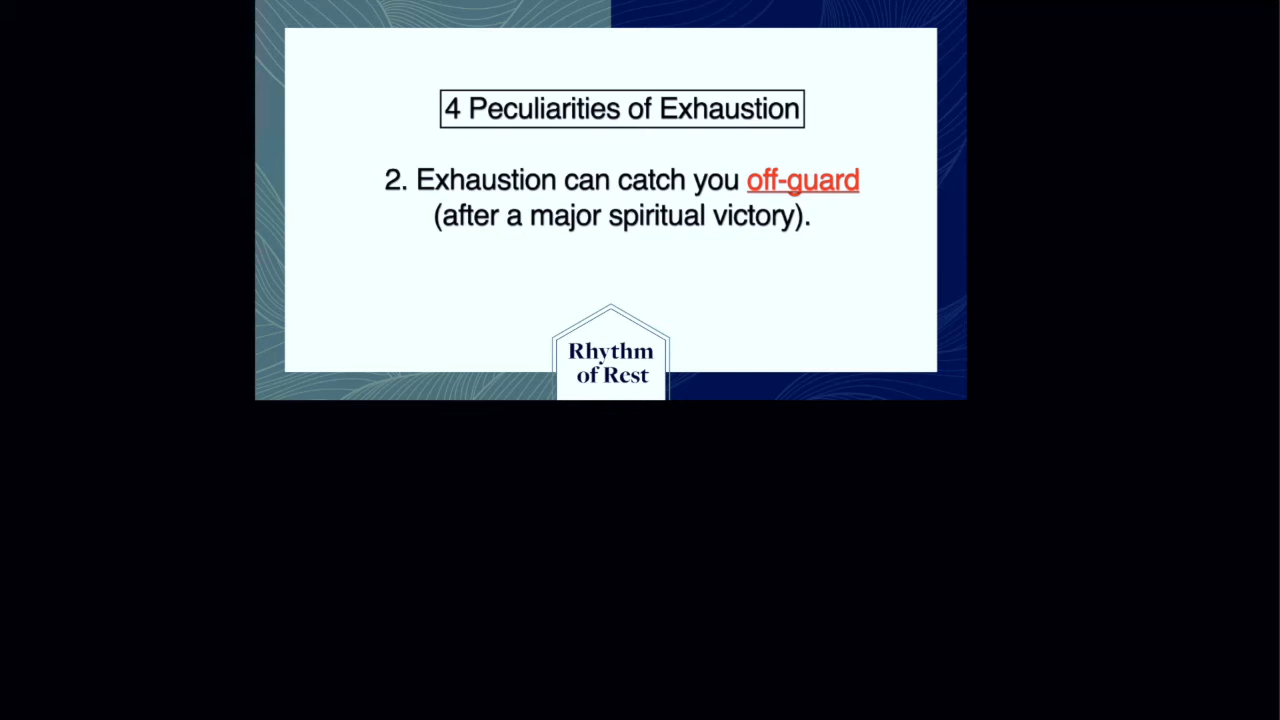 4 Peculiarities of Exhaustion
2. Exhaustion can catch you off-guard
(after a major spiritual victory).
Rhythm
of Rest